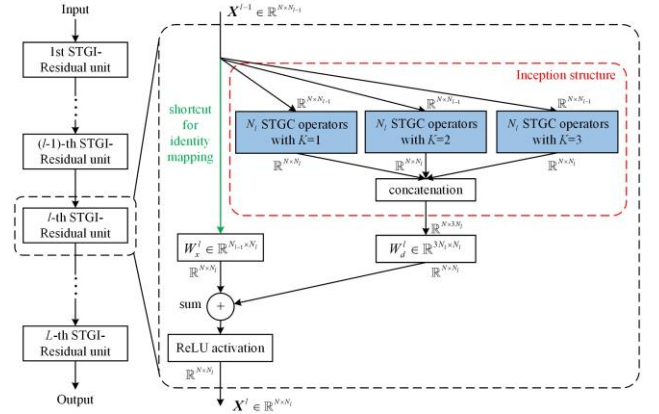 Input
1st STGI-
Residual unit
(l-1)-th STGI-
Residual unit
l-th STGI-
Residual unit
L-th STGI-
Residual unit
Output
X^{l-1} ∈ ℝ^{N×N_{l-1}}
Inception structure
shortcut
for
identity
mapping
ℝ^{N×N_{l-1}} ℝ^{N×N_{l-1}} ℝ^{N×N_{l-1}}
N_l STGC operators
with K=1
N_l STGC operators
with K=2
N_l STGC operators
with K=3
ℝ^{N×N_l} ℝ^{N×N_l} ℝ^{N×N_l}
concatenation
ℝ^{N×3N_l}
W_x^l ∈ ℝ^{N_{l-1}×N_l}
W_d^l ∈ ℝ^{3N_l×N_l}
ℝ^{N×N_l} ℝ^{N×N_l}
sum +
ReLU activation
ℝ^{N×N_l}
X^l ∈ ℝ^{N×N_l}